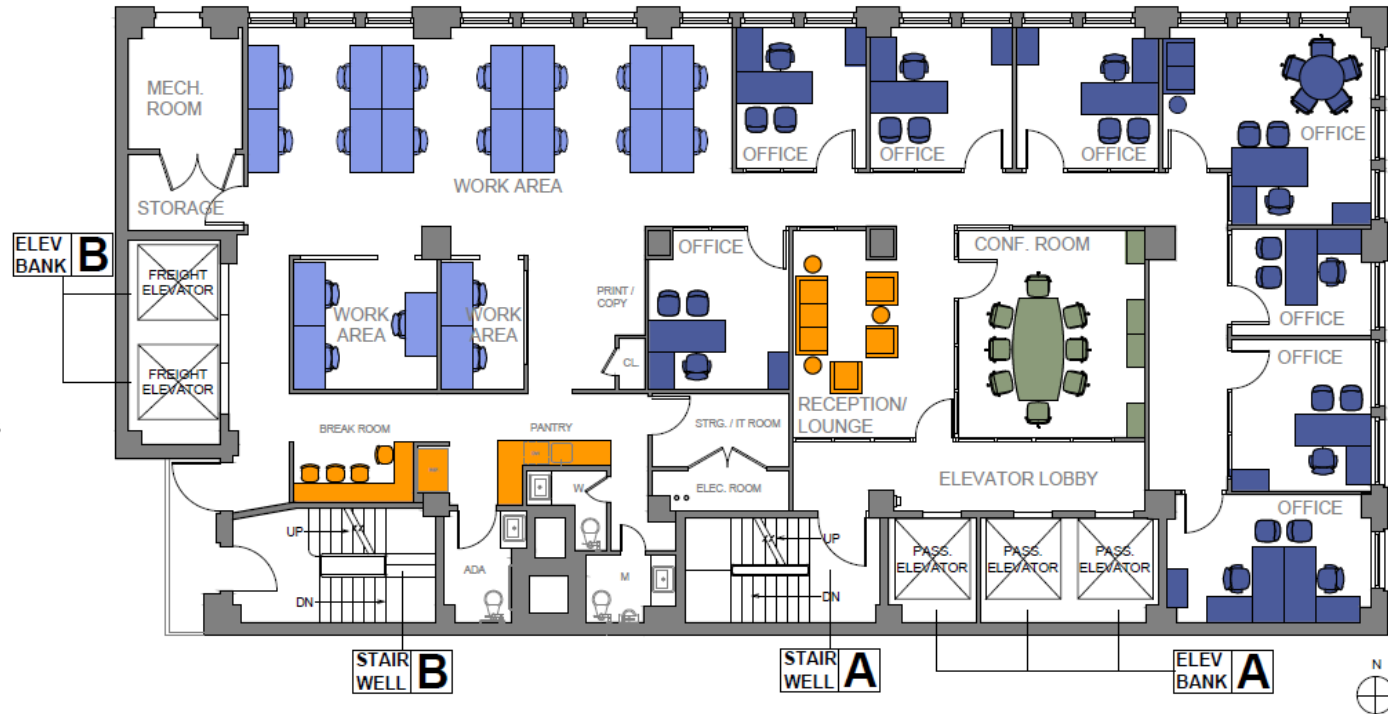 MECH.
ROOM
OFFICE
OFFICE
OFFICE
OFFICE
WORK AREA
STORAGE
ELEV
BANK
B
FREIGHT
ELEVATOR
FREIGHT
ELEVATOR
WORK
AREA
WORK
AREA
PRINT /
COPY
CL.
OFFICE
CONF. ROOM
RECEPTION/
LOUNGE
OFFICE
OFFICE
BREAK ROOM
PANTRY
STRG. / IT ROOM
ELEC. ROOM
ELEVATOR LOBBY
W
OFFICE
UP
DN
ADA
M
UP
DN
PASS.
ELEVATOR
PASS.
ELEVATOR
PASS.
ELEVATOR
STAIR
WELL
B
STAIR
WELL
A
ELEV
BANK
A
N